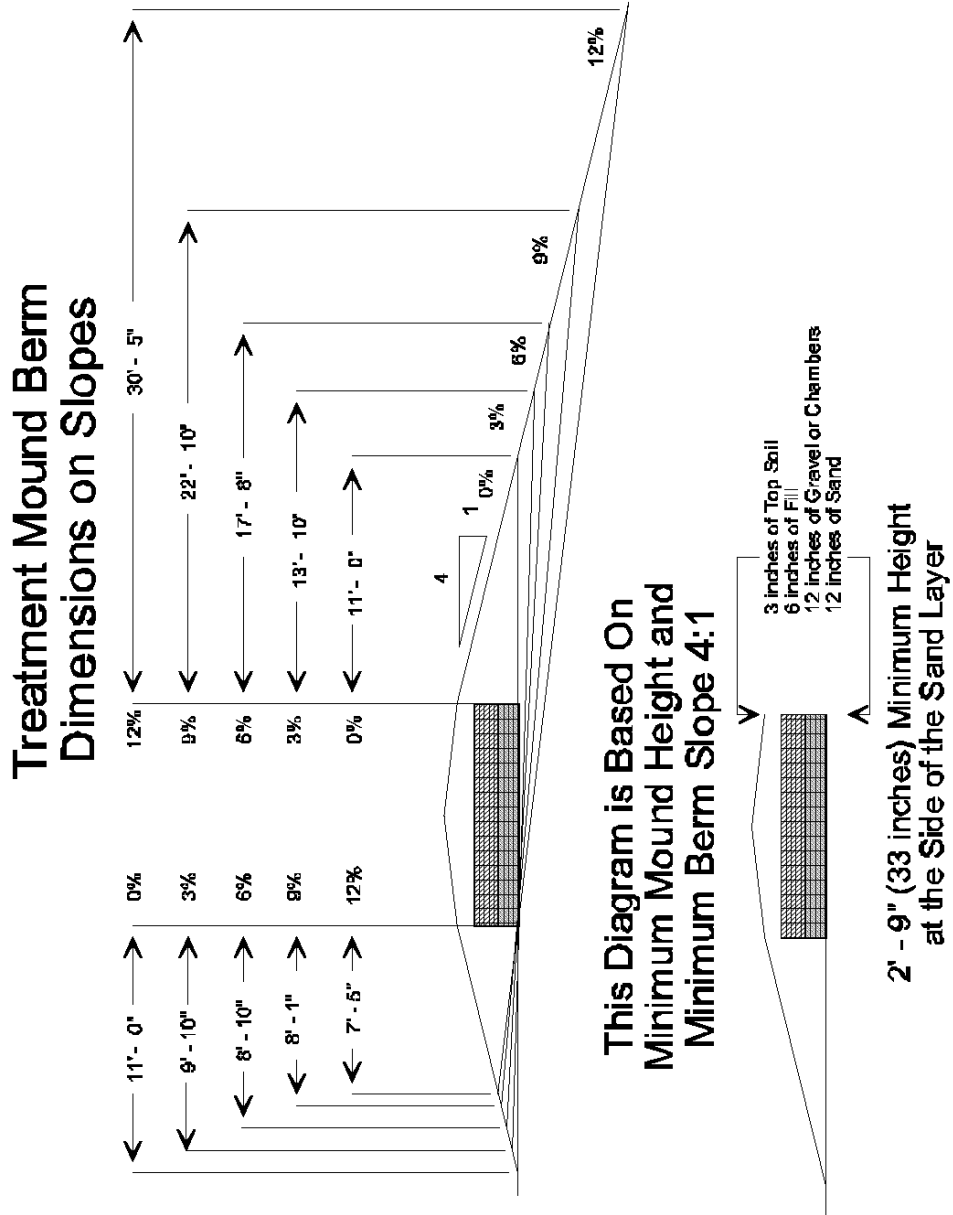 Treatment Mound Berm
Dimensions on Slopes
11' - 0"
0%
12%
30' - 5"
9' - 10"
3%
9%
22' - 10"
8' - 10"
6%
6%
17' - 8"
8' - 1"
9%
3%
13' - 10"
7' - 5"
12%
0%
11' - 0"
4
1
0%
3%
6%
9%
12%
This Diagram is Based On
Minimum Mound Height and
Minimum Berm Slope 4:1
3 inches of Top Soil
6 inches of Fill
12 inches of Gravel or Chambers
12 inches of Sand
2' - 9" (33 inches) Minimum Height
at the Side of the Sand Layer